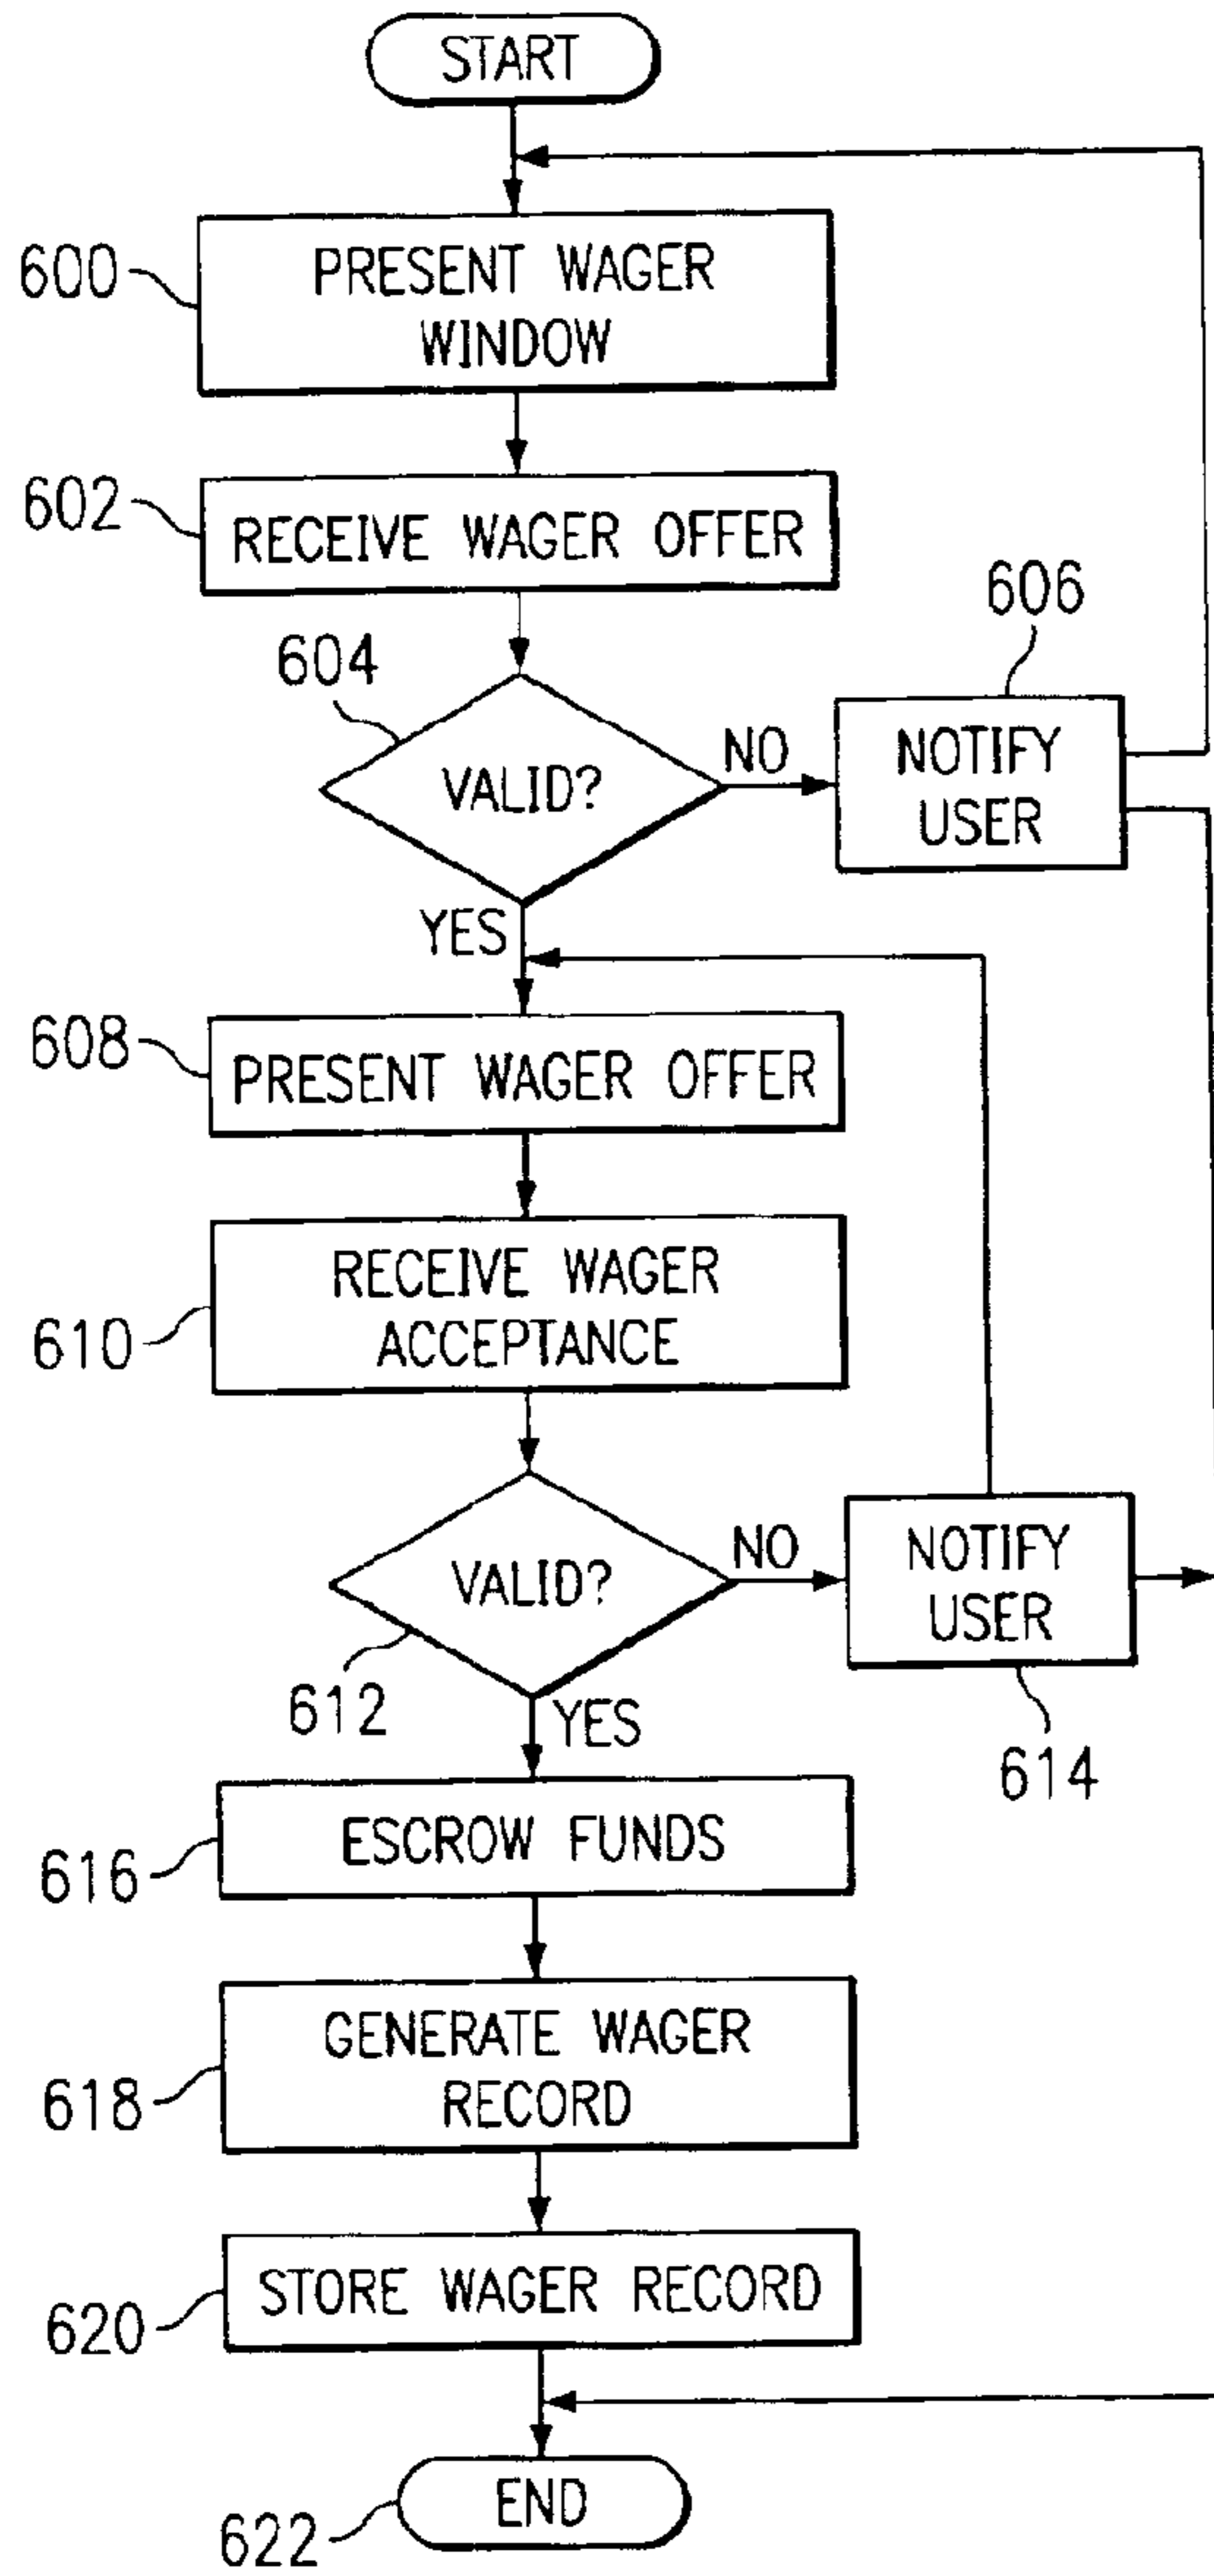 START
600
PRESENT WAGER
WINDOW
602
RECEIVE WAGER OFFER
606
604
VALID?
NO
NOTIFY
USER
YES
608
PRESENT WAGER OFFER
610
RECEIVE WAGER
ACCEPTANCE
612
VALID?
NO
NOTIFY
USER
614
YES
616
ESCROW FUNDS
618
GENERATE WAGER
RECORD
620
STORE WAGER RECORD
622
END